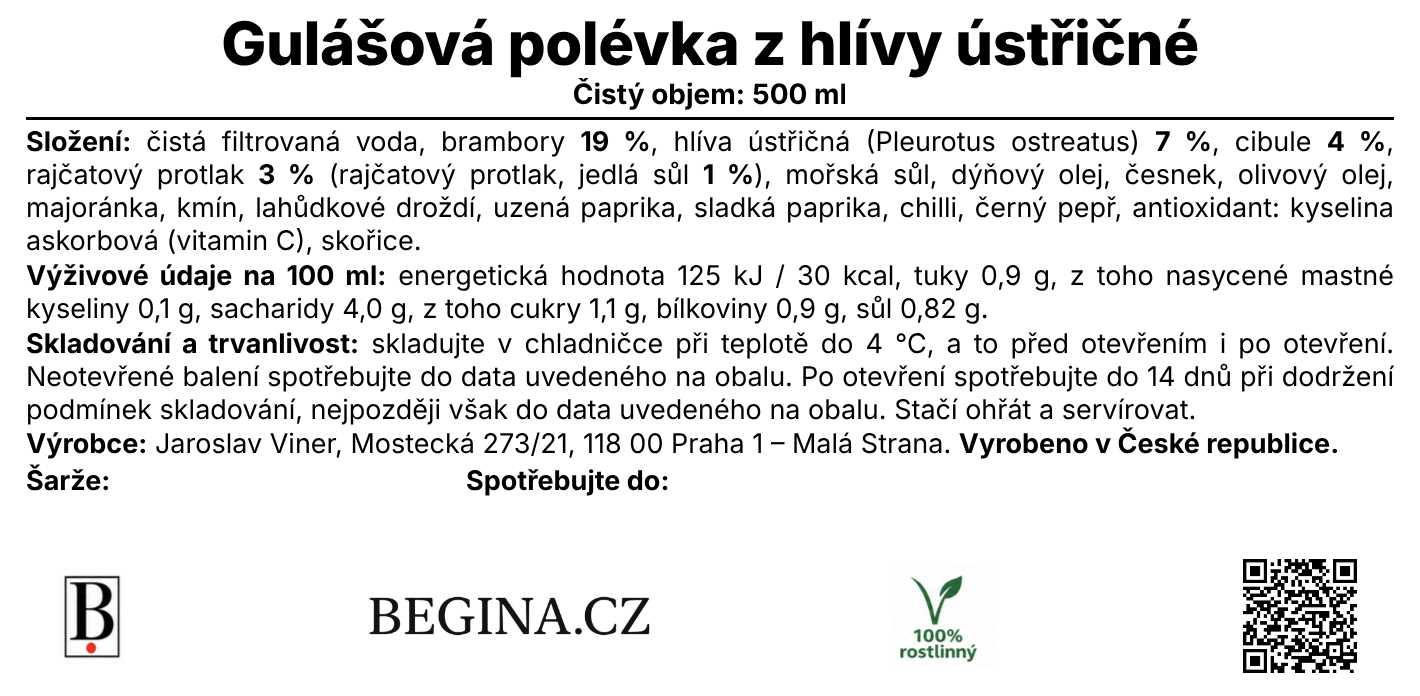 Gulášová polévka z hlívy ústřičné
Čistý objem: 500 ml
Složení: čistá filtrovaná voda, brambory 19 %, hlíva ústřičná (Pleurotus ostreatus) 7 %, cibule 4 %,
rajčatový protlak 3 % (rajčatový protlak, jedlá sůl 1 %), mořská sůl, dýňový olej, česnek, olivový olej,
majoránka, kmín, lahůdkové droždí, uzená paprika, sladká paprika, chilli, černý pepř, antioxidant: kyselina
askorbová (vitamin C), skořice.
Výživové údaje na 100 ml: energetická hodnota 125 kJ / 30 kcal, tuky 0,9 g, z toho nasycené mastné
kyseliny 0,1 g, sacharidy 4,0 g, z toho cukry 1,1 g, bílkoviny 0,9 g, sůl 0,82 g.
Skladování a trvanlivost: skladujte v chladničce při teplotě do 4 °C, a to před otevřením i po otevření.
Neotevřené balení spotřebujte do data uvedeného na obalu. Po otevření spotřebujte do 14 dnů při dodržení
podmínek skladování, nejpozději však do data uvedeného na obalu. Stačí ohřát a servírovat.
Výrobce: Jaroslav Viner, Mostecká 273/21, 118 00 Praha 1 – Malá Strana. Vyrobeno v České republice.
Šarže: Spotřebujte do:
B
BEGINA.CZ
100%
rostlinný